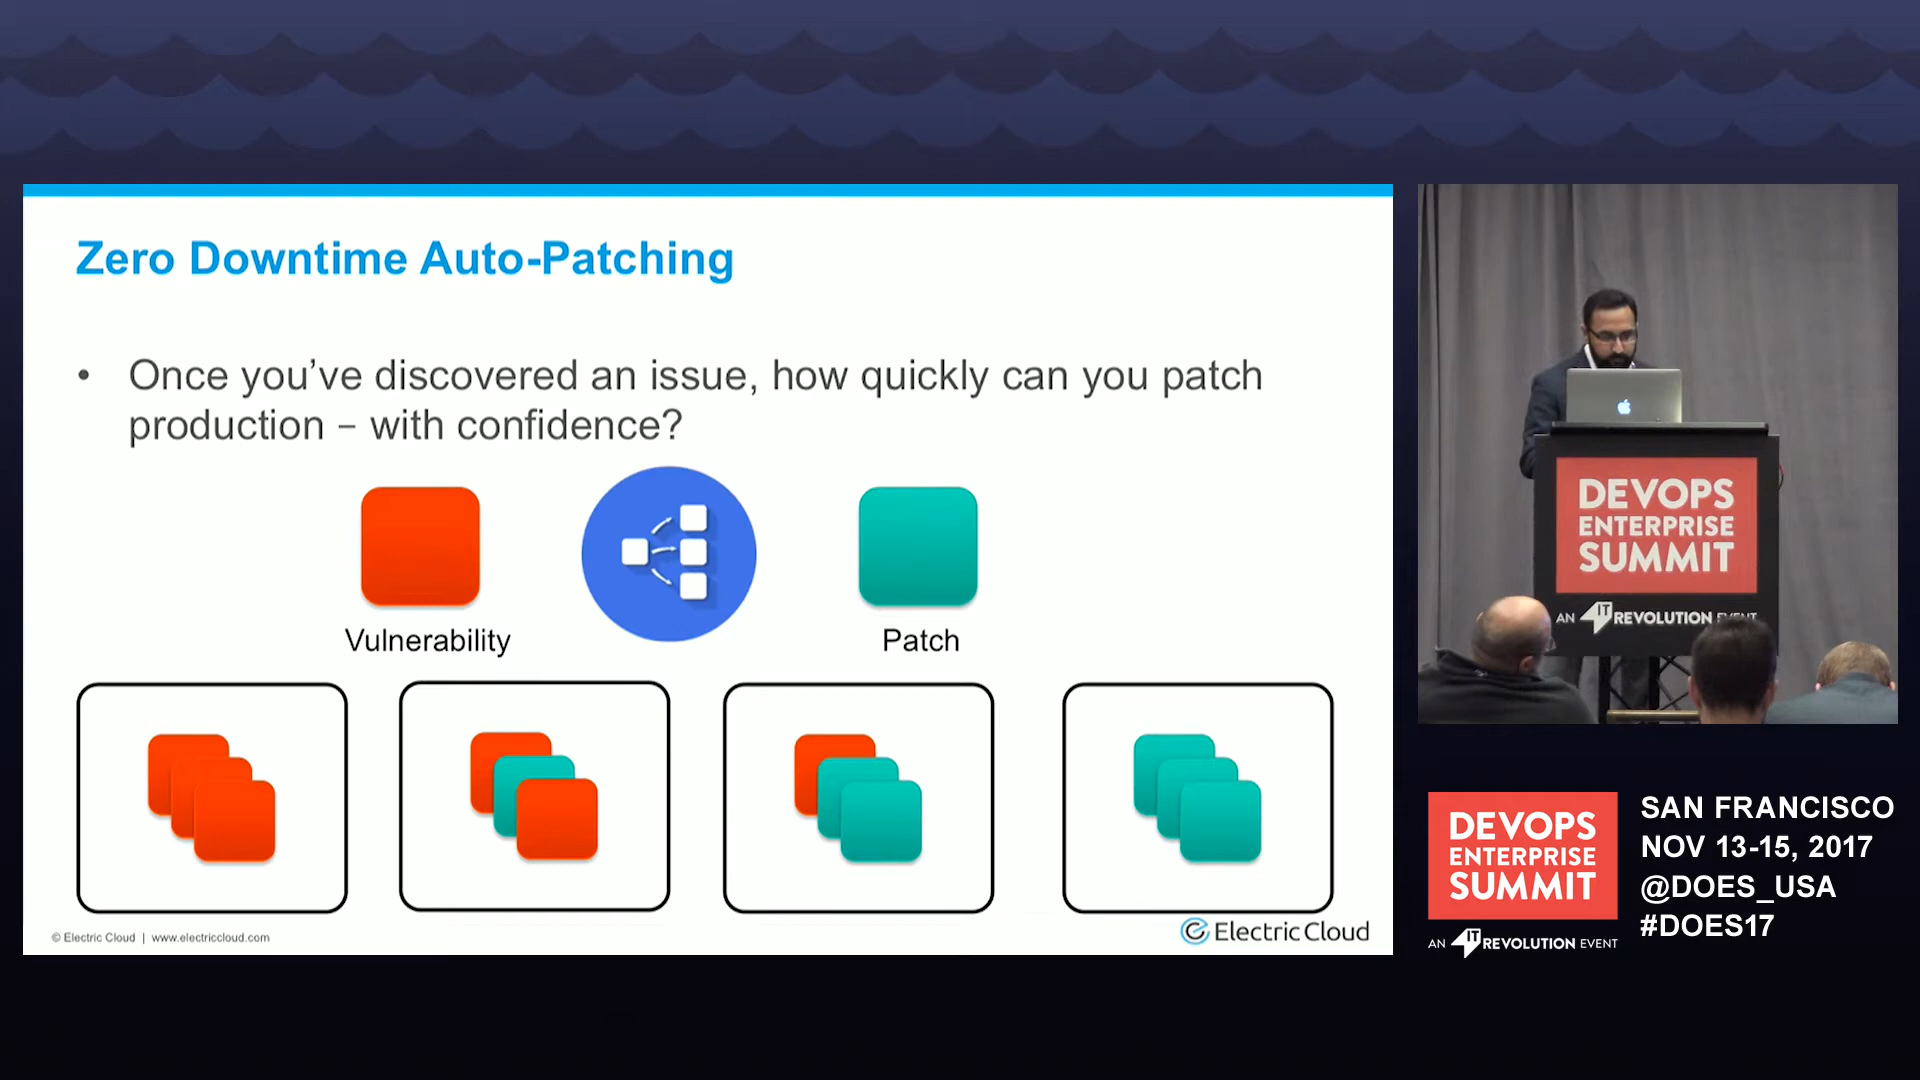 Zero Downtime Auto-Patching
• Once you’ve discovered an issue, how quickly can you patch
production – with confidence?
Vulnerability
Patch
© Electric Cloud | www.electriccloud.com
Electric Cloud
DEVOPS
ENTERPRISE
SUMMIT
AN IT REVOLUTION EVENT
DEVOPS
ENTERPRISE
SUMMIT
AN IT REVOLUTION EVENT
SAN FRANCISCO
NOV 13-15, 2017
@DOES_USA
#DOES17